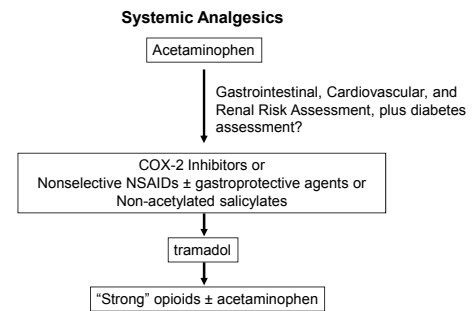 Systemic Analgesics
Acetaminophen
Gastrointestinal, Cardiovascular, and
Renal Risk Assessment, plus diabetes
assessment?
COX-2 Inhibitors or
Nonselective NSAIDs ± gastroprotective agents or
Non-acetylated salicylates
tramadol
“Strong” opioids ± acetaminophen